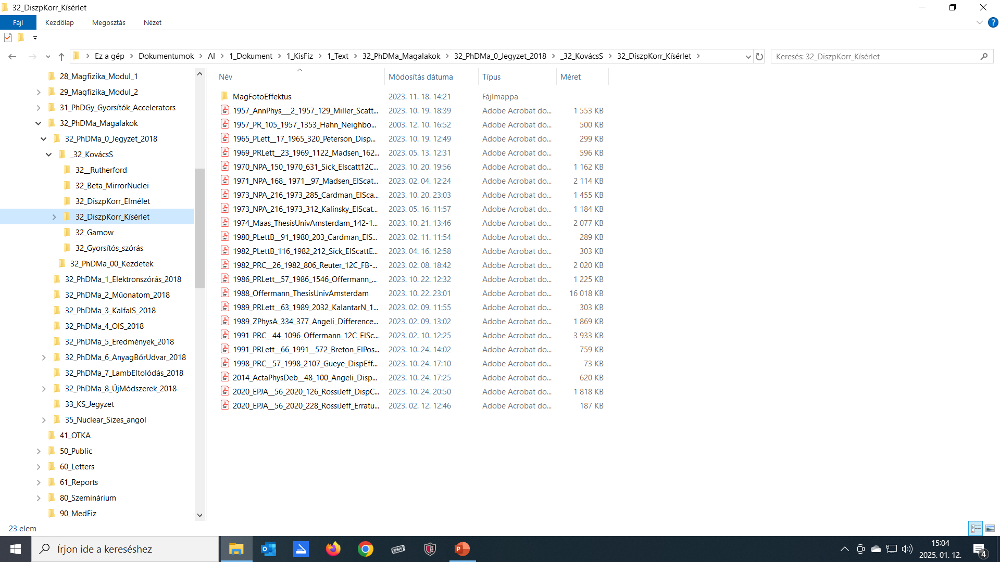 32_DiszpKorr_Kísérlet
Fájl
Kezdőlap
Megosztás
Nézet
Ez a gép
Dokumentumok
AI
1_Dokument
1_KisFiz
1_Text
32_PhDMa_Magalakok
32_PhDMa_0_Jegyzet_2018
_32_KovácsS
32_DiszpKorr_Kísérlet
Keresés: 32_DiszpKorr_Kísérlet
28_Magfizika_Modul_1
29_Magfizika_Modul_2
31_PhDGy_Gyorsítók_Accelerators
32_PhDMa_Magalakok
32_PhDMa_0_Jegyzet_2018
_32_KovácsS
32__Rutherford
32_Beta_MirrorNuclei
32_DiszpKorr_Elmélet
32_DiszpKorr_Kísérlet
32_Gamow
32_Gyorsítós_szórás
32_PhDMa_00_Kezdetek
32_PhDMa_1_Elektronszórás_2018
32_PhDMa_2_Müonatom_2018
32_PhDMa_3_KalfaIS_2018
32_PhDMa_4_OIS_2018
32_PhDMa_5_Eredmények_2018
32_PhDMa_6_AnyagBőrUdvar_2018
32_PhDMa_7_LambEltolódás_2018
32_PhDMa_8_ÚjMódszerek_2018
33_KS_Jegyzet
35_Nuclear_Sizes_angol
41_OTKA
50_Public
60_Letters
61_Reports
80_Szeminárium
90_MedFiz
Név Módosítás dátuma Típus Méret
MagFotoEffektus 2023. 11. 18. 14:21 Fájlmappa
1957_AnnPhys___2_1957_129_Miller_Scatt... 2023. 10. 19. 18:39 Adobe Acrobat do... 1 553 KB
1957_PR_105_1957_1353_Hahn_Neighbo... 2003. 12. 10. 16:52 Adobe Acrobat do... 500 KB
1965_PLett__17_1965_320_Peterson_Disp... 2023. 10. 19. 12:49 Adobe Acrobat do... 299 KB
1969_PRLett__23_1969_1122_Madsen_162... 2023. 05. 13. 12:31 Adobe Acrobat do... 596 KB
1970_NPA_150_1970_631_Sick_Elscatt12C... 2023. 10. 20. 19:56 Adobe Acrobat do... 1 162 KB
1971_NPA_168_ 1971__97_Madsen_ElScat... 2023. 02. 04. 12:24 Adobe Acrobat do... 2 114 KB
1973_NPA_216_1973_285_Cardman_ElSca... 2023. 10. 20. 23:03 Adobe Acrobat do... 1 455 KB
1973_NPA_216_1973_312_Kalinsky_ElScat... 2023. 05. 16. 11:57 Adobe Acrobat do... 1 184 KB
1974_Maas_ThesisUnivAmsterdam_142-1... 2023. 10. 21. 13:46 Adobe Acrobat do... 2 077 KB
1980_PLettB__91_1980_203_Cardman_ElS... 2023. 02. 11. 11:54 Adobe Acrobat do... 289 KB
1982_PLettB_116_1982_212_Sick_ElScattE... 2023. 04. 16. 12:58 Adobe Acrobat do... 303 KB
1982_PRC__26_1982_806_Reuter_12C_FB-... 2023. 02. 08. 18:42 Adobe Acrobat do... 2 020 KB
1986_PRLett__57_1986_1546_Offermann_... 2023. 10. 22. 12:32 Adobe Acrobat do... 1 225 KB
1988_Offermann_ThesisUnivAmsterdam 2023. 10. 22. 23:01 Adobe Acrobat do... 16 018 KB
1989_PRLett__63_1989_2032_KalantarN_1... 2023. 02. 09. 11:55 Adobe Acrobat do... 303 KB
1989_ZPhysA_334_377_Angeli_Difference... 2023. 02. 09. 13:02 Adobe Acrobat do... 1 869 KB
1991_PRC__44_1096_Offermann_12C_ElSc... 2023. 02. 10. 12:25 Adobe Acrobat do... 3 933 KB
1991_PRLett__66_1991__572_Breton_ElPos... 2023. 10. 24. 14:02 Adobe Acrobat do... 759 KB
1998_PRC__57_1998_2107_Gueye_DispEff... 2023. 10. 24. 17:10 Adobe Acrobat do... 73 KB
2014_ActaPhysDeb__48_100_Angeli_Disp... 2023. 10. 24. 17:25 Adobe Acrobat do... 620 KB
2020_EPJA__56_2020_126_RossiJeff_DispC... 2023. 10. 24. 20:50 Adobe Acrobat do... 1 818 KB
2020_EPJA__56_2020_228_RossiJeff_Erratu... 2023. 02. 12. 12:46 Adobe Acrobat do... 187 KB
23 elem
Írjon ide a kereséshez
15:04
2025. 01. 12.
4